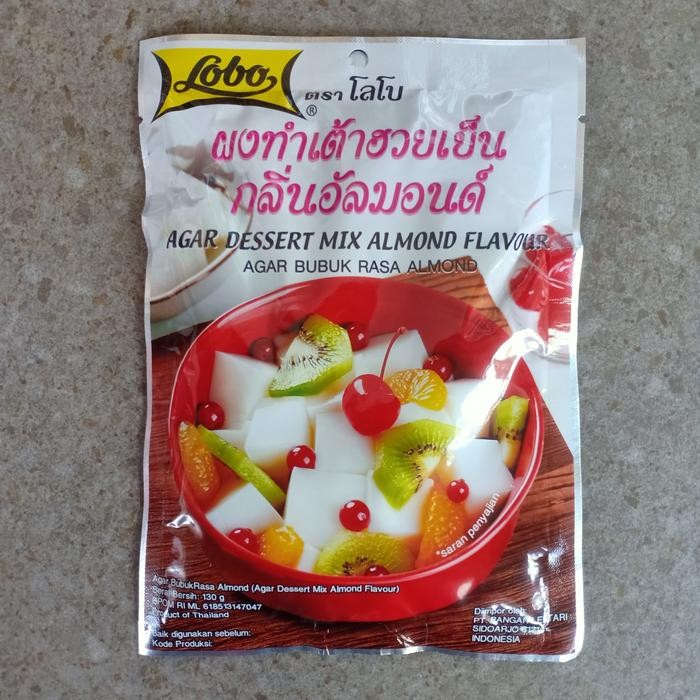 Lobo
®
ตรา โลโบ
ผงทำเต้าฮวยเย็น
กลิ่นอัลมอนด์
AGAR DESSERT MIX ALMOND FLAVOUR
AGAR BUBUK RASA ALMOND
*saran penyajian
Agar BubukRasa Almond (Agar Dessert Mix Almond Flavour)
Berat Bersih: 130 g
BPOM RI ML 618513147047
Product of Thailand
Baik digunakan sebelum:
Kode Produksi:
oleh:
PT.
SIDOARJO
INDONESIA